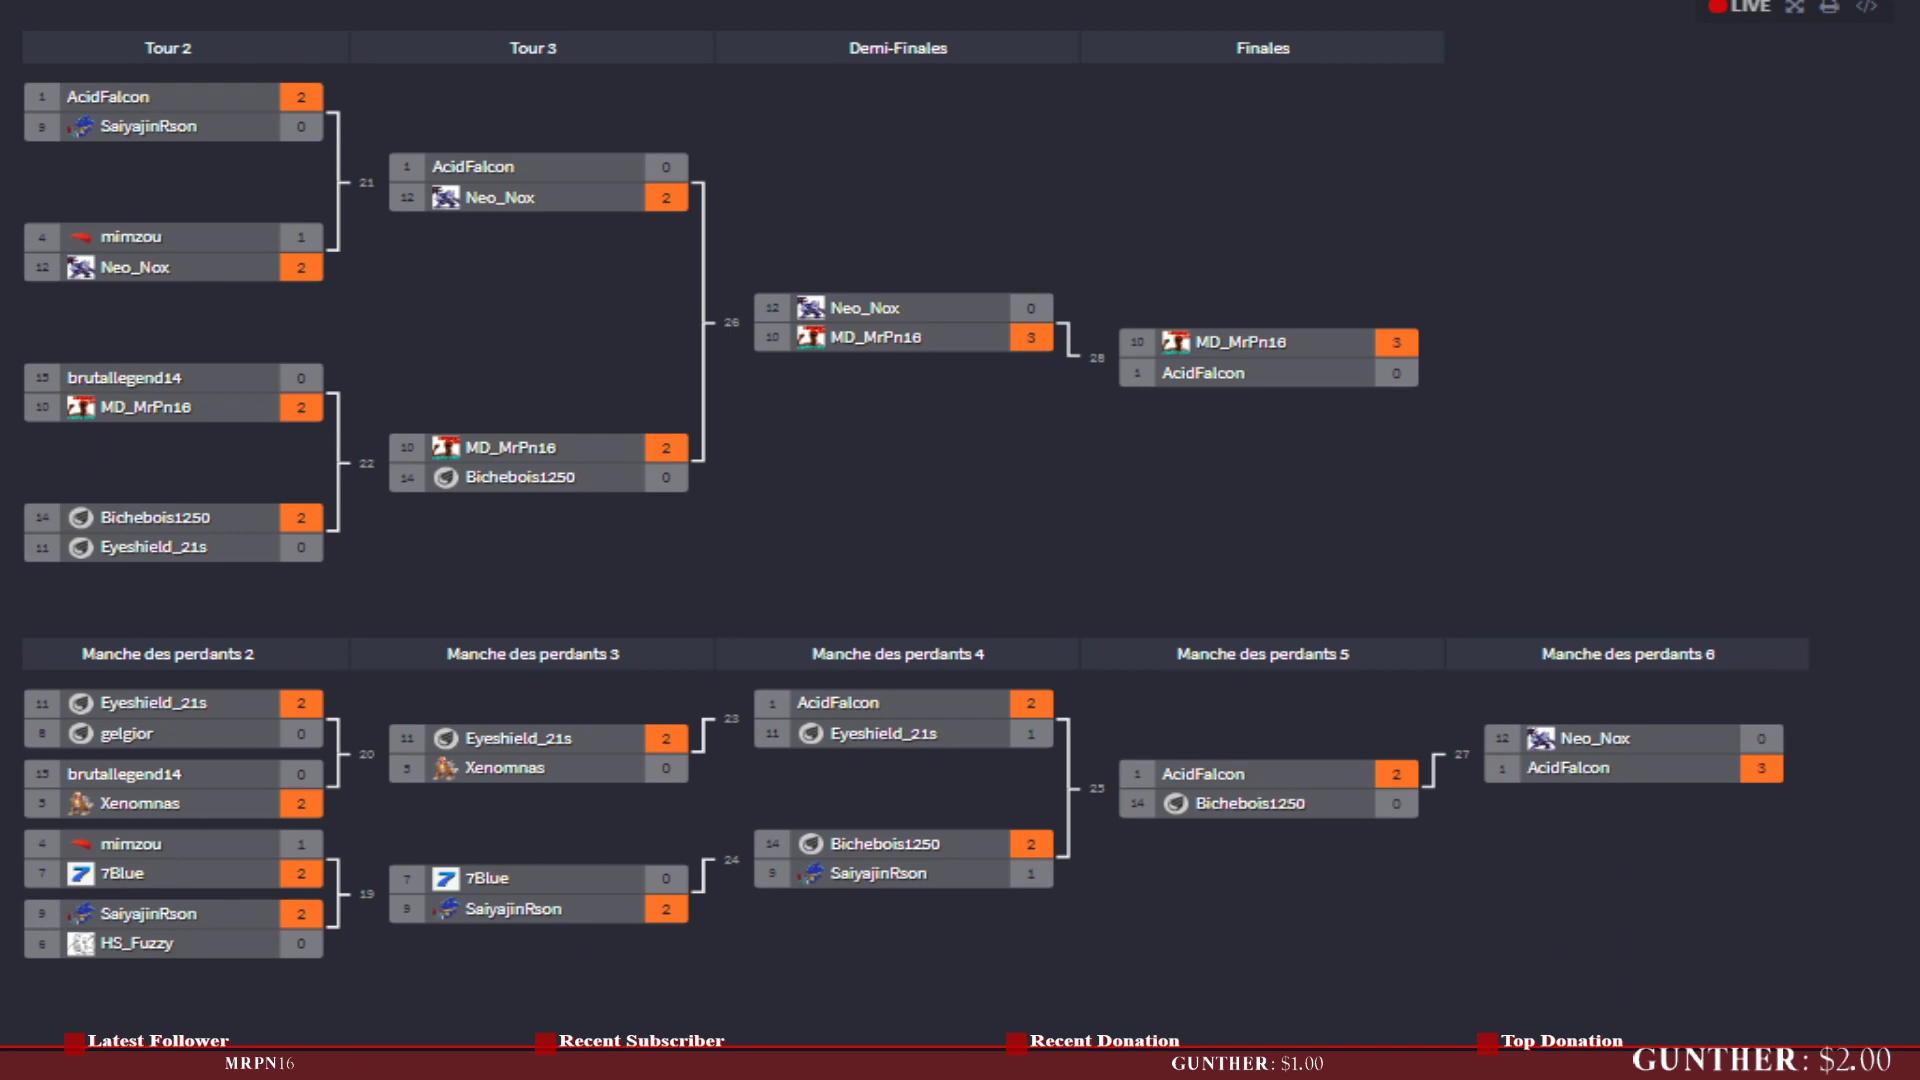 LIVE
Tour 2
Tour 3
Demi-Finales
Finales
1 AcidFalcon 2
9 SaiyajinRson 0
21
4 mimzou 1
12 Neo_Nox 2
15 brutallegend14 0
10 MD_MrPn16 2
22
14 Bichebois1250 2
11 Eyeshield_21s 0
1 AcidFalcon 0
12 Neo_Nox 2
26
10 MD_MrPn16 2
14 Bichebois1250 0
12 Neo_Nox 0
10 MD_MrPn16 3
28
10 MD_MrPn16 3
1 AcidFalcon 0
Manche des perdants 2
Manche des perdants 3
Manche des perdants 4
Manche des perdants 5
Manche des perdants 6
11 Eyeshield_21s 2
8 gelgior 0
20
15 brutallegend14 0
5 Xenomnas 2
4 mimzou 1
7 7Blue 2
19
9 SaiyajinRson 2
6 HS_Fuzzy 0
11 Eyeshield_21s 2
5 Xenomnas 0
23
7 7Blue 0
9 SaiyajinRson 2
24
1 AcidFalcon 2
11 Eyeshield_21s 1
25
14 Bichebois1250 2
9 SaiyajinRson 1
1 AcidFalcon 2
14 Bichebois1250 0
27
12 Neo_Nox 0
1 AcidFalcon 3
Latest Follower
MRPN16
Recent Subscriber
Recent Donation
GUNTHER: $1.00
Top Donation
GUNTHER: $2.00